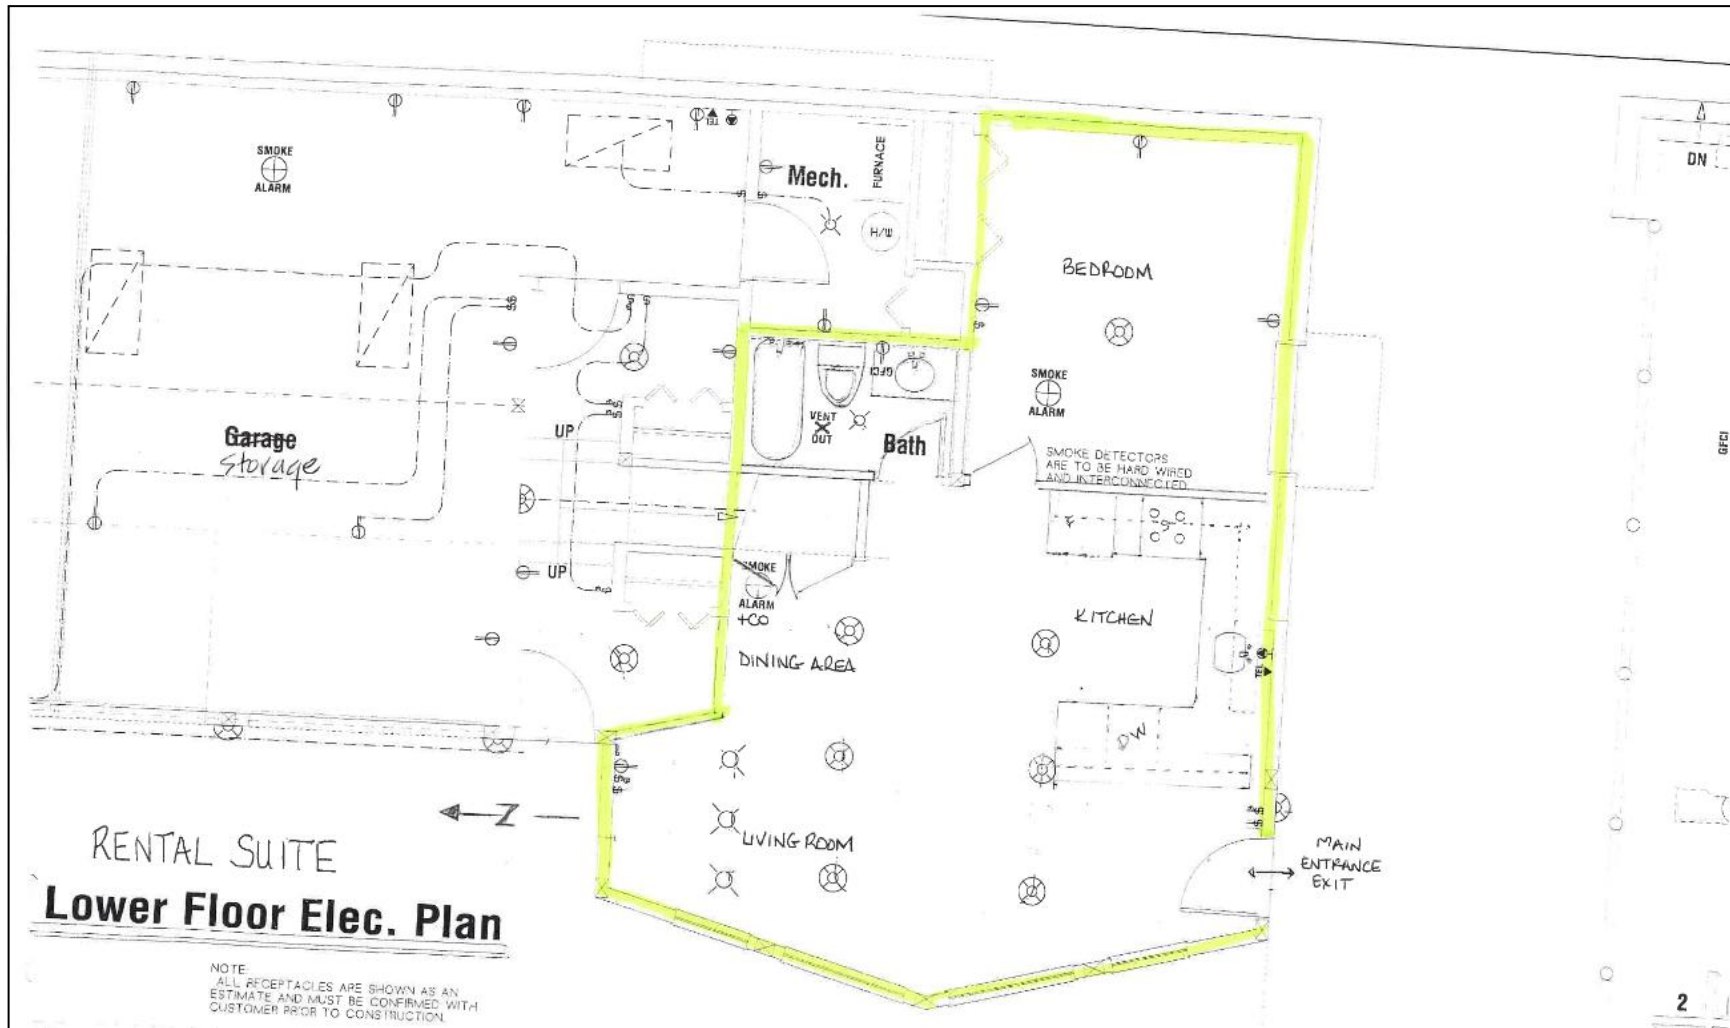 SMOKE
ALARM
TEL
Mech.
FURNACE
H/W
BEDROOM
DN
SMOKE
ALARM
SMOKE DETECTORS
ARE TO BE HARD WIRED
AND INTERCONNECTED
GFCI
VENT
OUT
Bath
GFCI
Garage
Storage
UP
UP
SMOKE
ALARM
+CO
DINING AREA
KITCHEN
TEL
DW
LIVING ROOM
Z
MAIN
ENTRANCE
EXIT
RENTAL SUITE
Lower Floor Elec. Plan
NOTE
ALL RECEPTACLES ARE SHOWN AS AN
ESTIMATE AND MUST BE CONFIRMED WITH
CUSTOMER PRIOR TO CONSTRUCTION.
2